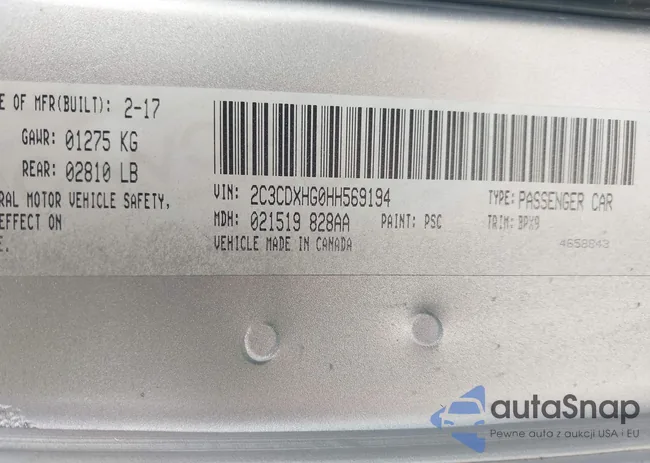 E OF MFR(BUILT): 2-17
GAWR: 01275 KG
REAR: 02810 LB
RAL MOTOR VEHICLE SAFETY,
EFFECT ON
E.
VIN: 2C3CDXHG0HH569194
TYPE: PASSENGER CAR
MDH: 021519 828AA
PAINT: PSC
TRIM: BPX9
VEHICLE MADE IN CANADA
4658843
autaSnap
Pewne auta z aukcji USA i EU